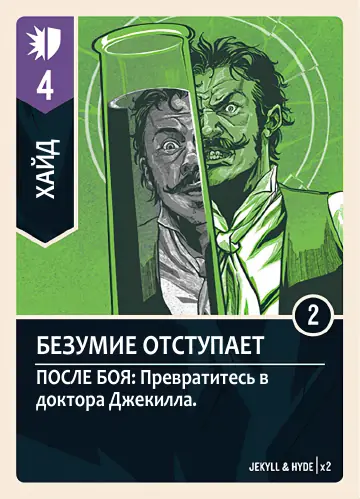 4
ХАЙД
2
БЕЗУМИЕ ОТСТУПАЕТ
ПОСЛЕ БОЯ: Превратитесь в
доктора Джекилла.
JEKYLL & HYDE | x2